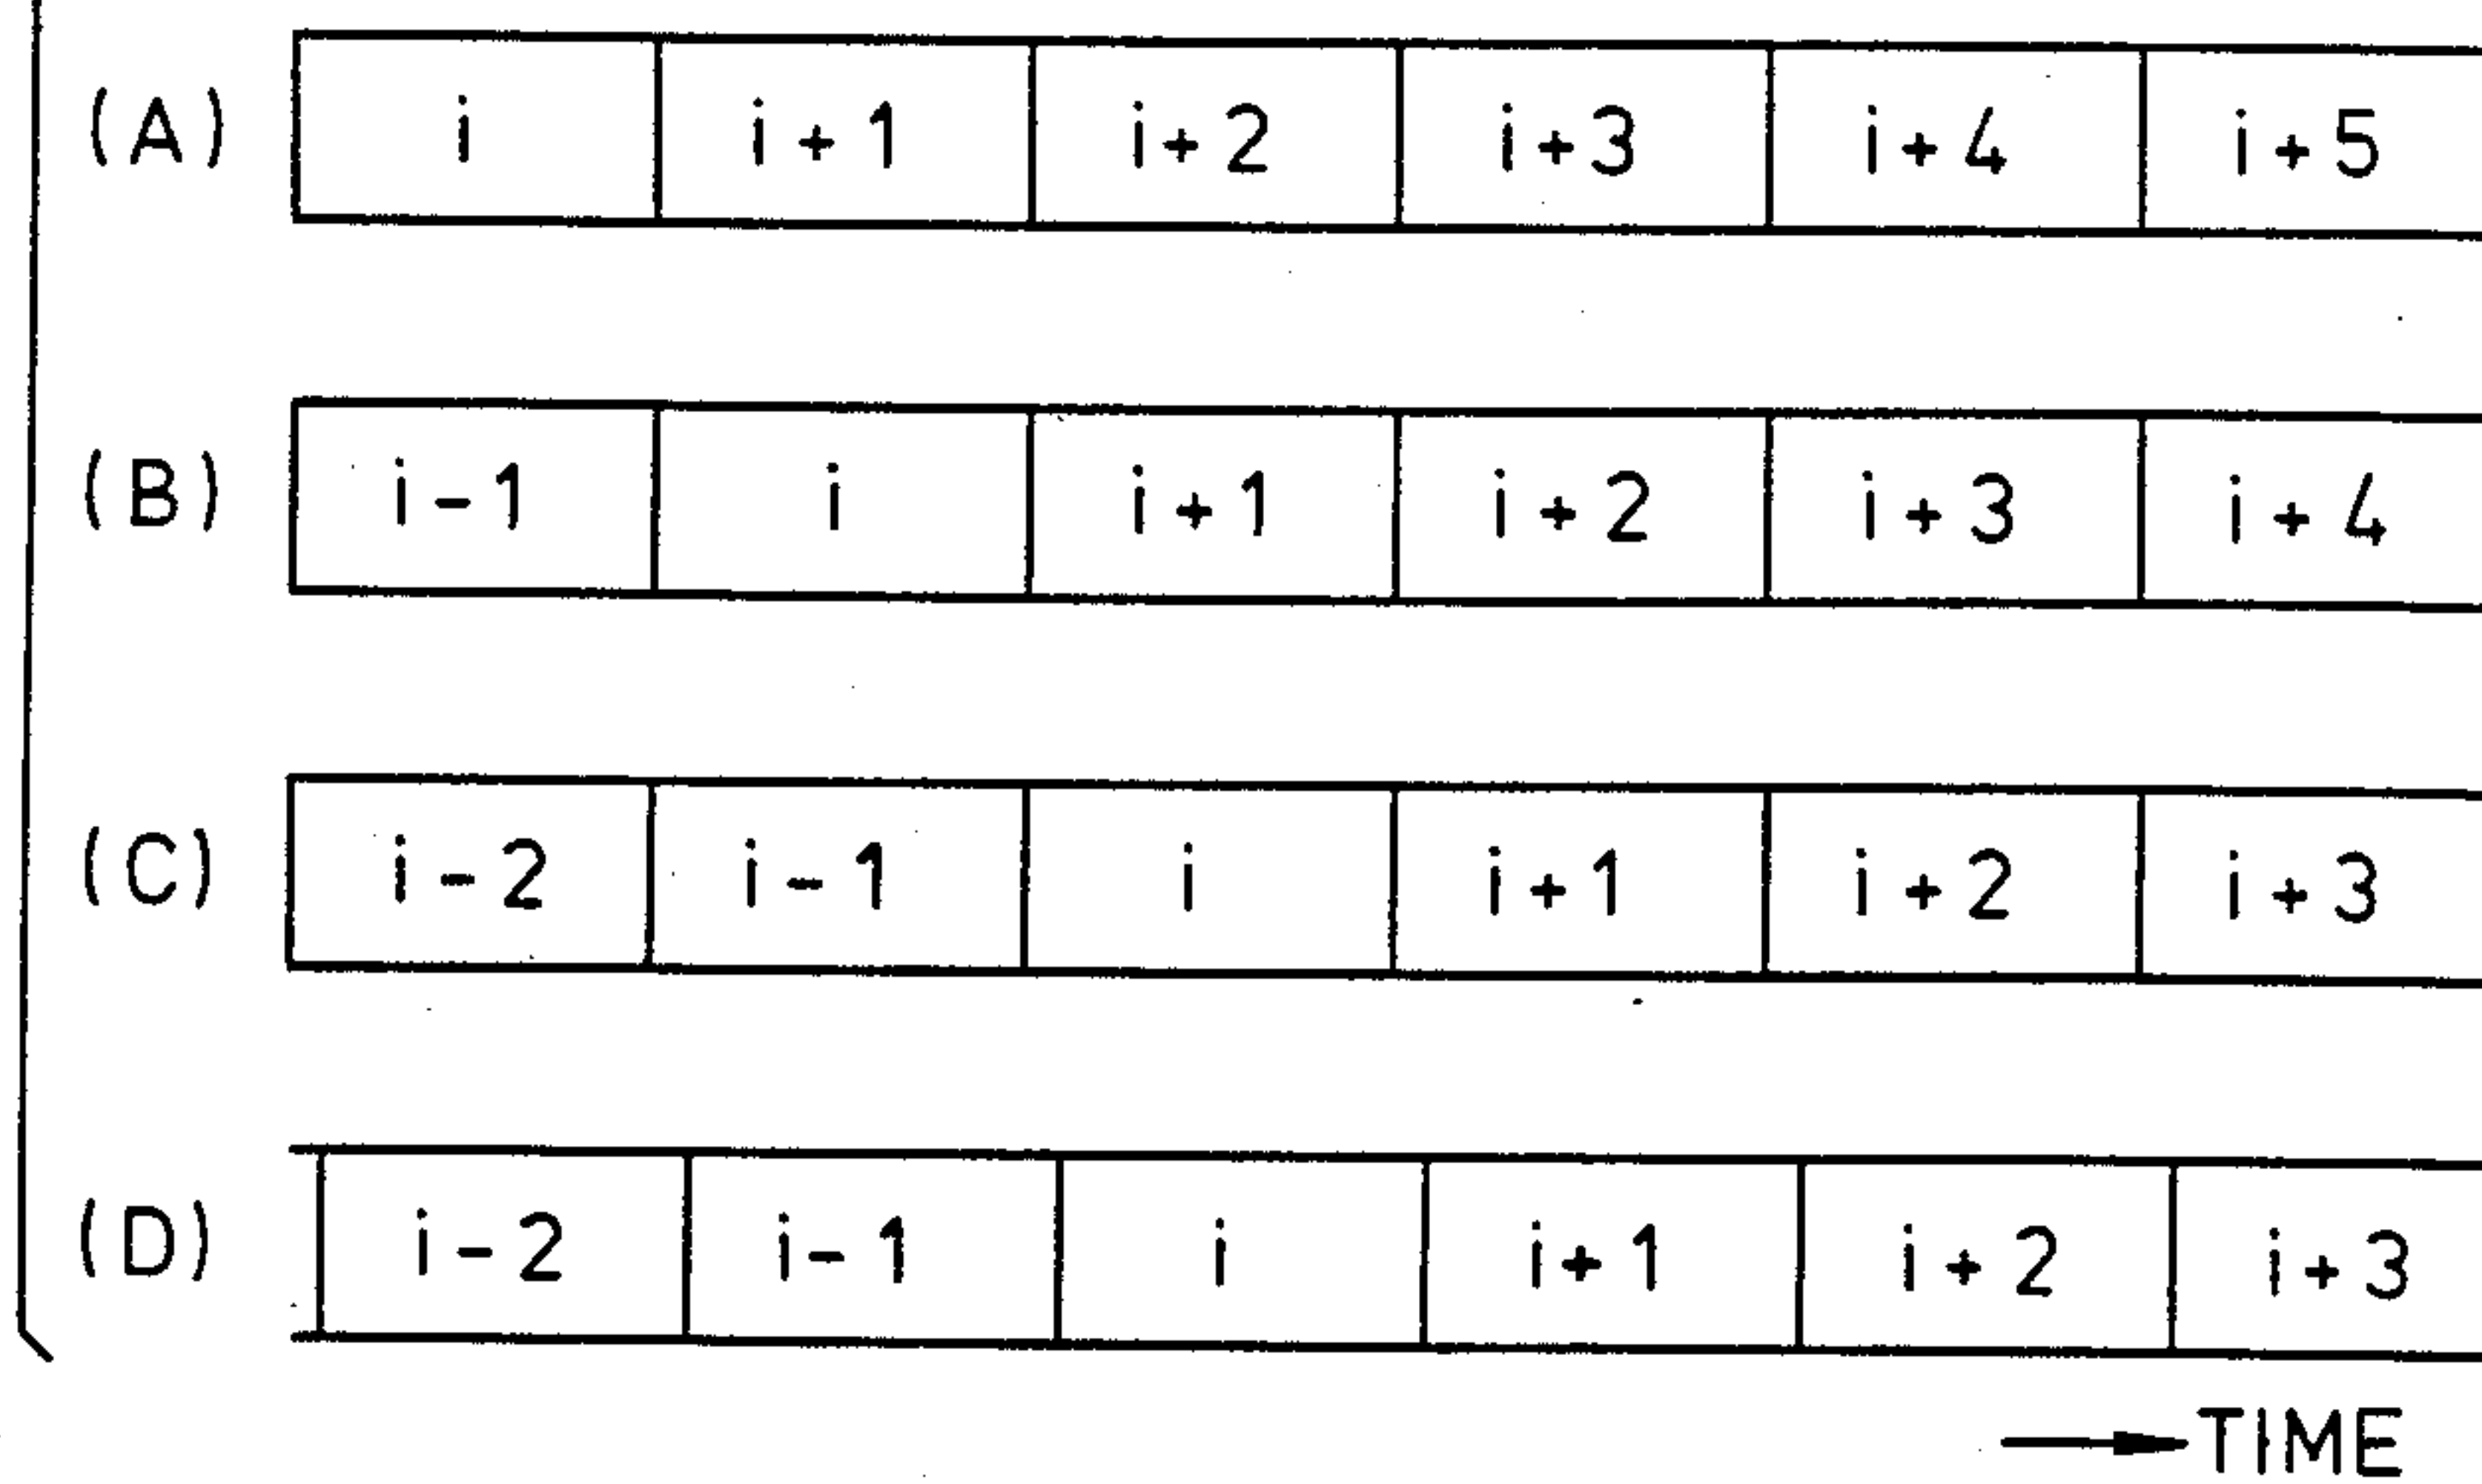 (A) i i + 1 i + 2 i + 3 i + 4 i + 5
(B) i - 1 i i + 1 i + 2 i + 3 i + 4
(C) i - 2 i - 1 i i + 1 i + 2 i + 3
(D) i - 2 i - 1 i i + 1 i + 2 i + 3
TIME